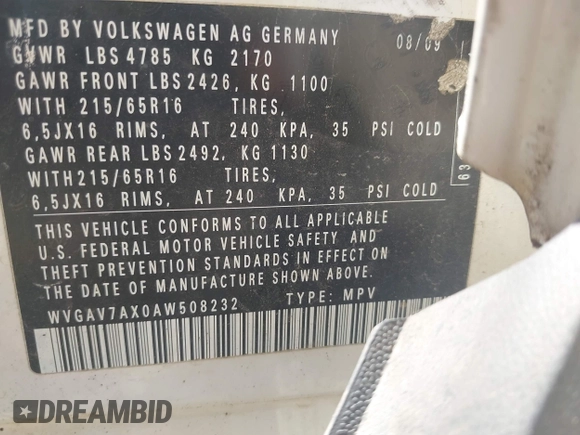 MFD BY VOLKSWAGEN AG GERMANY 08/09
GVWR LBS 4785 KG 2170
GAWR FRONT LBS 2426, KG 1100
WITH 215/65R16 TIRES,
6,5JX16 RIMS, AT 240 KPA, 35 PSI COLD
GAWR REAR LBS 2492, KG 1130
WITH 215/65R16 TIRES,
6,5JX16 RIMS, AT 240 KPA, 35 PSI COLD
THIS VEHICLE CONFORMS TO ALL APPLICABLE
U.S. FEDERAL MOTOR VEHICLE SAFETY AND
THEFT PREVENTION STANDARDS IN EFFECT ON
THE DATE OF MANUFACTURE SHOWN ABOVE.
WVGAV7AX0AW508232 TYPE: MPV
DREAMBID